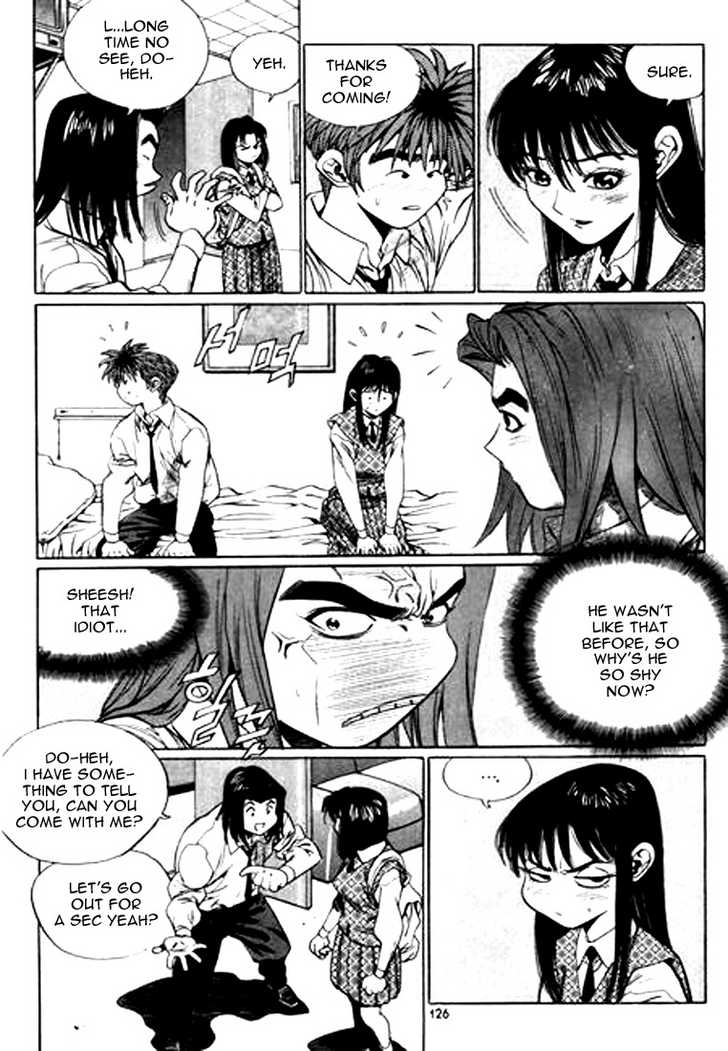 L...LONG
TIME NO
SEE, DO-
HEH.
YEH.
THANKS
FOR
COMING!
SURE.
서먹
SHEESH!
THAT
IDIOT...
HE WASN'T
LIKE THAT
BEFORE, SO
WHY'S HE
SO SHY
NOW?
DO-HEH,
I HAVE SOME-
THING TO TELL
YOU, CAN YOU
COME WITH ME?
LET'S GO
OUT FOR
A SEC YEAH?
...
126